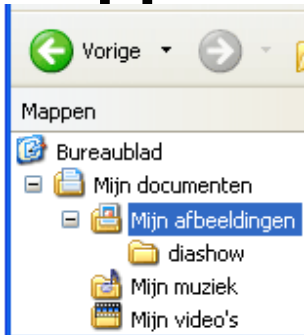 Vorige
Mappen
Bureaublad
Mijn documenten
Mijn afbeeldingen
diashow
Mijn muziek
Mijn video's